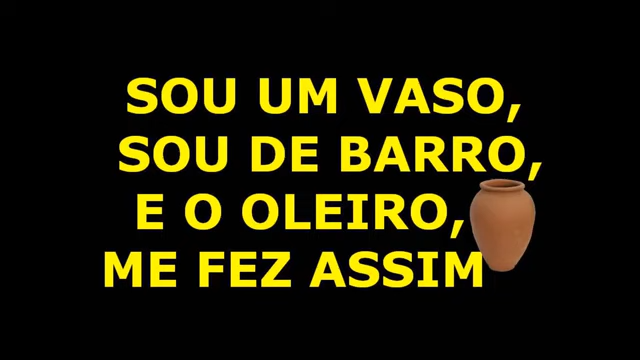 SOU UM VASO,
SOU DE BARRO,
E O OLEIRO,
ME FEZ ASSIM